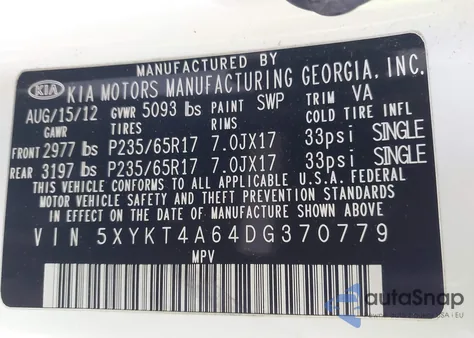 MANUFACTURED BY
KIA KIA MOTORS MANUFACTURING GEORGIA. INC.
AUG/15/12 GVWR 5093 lbs PAINT SWP TRIM VA
GAWR TIRES RIMS COLD TIRE INFL
FRONT 2977 lbs P235/65R17 7.0JX17 33psi SINGLE
REAR 3197 lbs P235/65R17 7.0JX17 33psi SINGLE
THIS VEHICLE CONFORMS TO ALL APPLICABLE U.S.A. FEDERAL
MOTOR VEHICLE SAFETY AND THEFT PREVENTION STANDARDS
IN EFFECT ON THE DATE OF MANUFACTURE SHOWN ABOVE.
VIN 5XYKT4A64DG370779
MPV
autoSnap